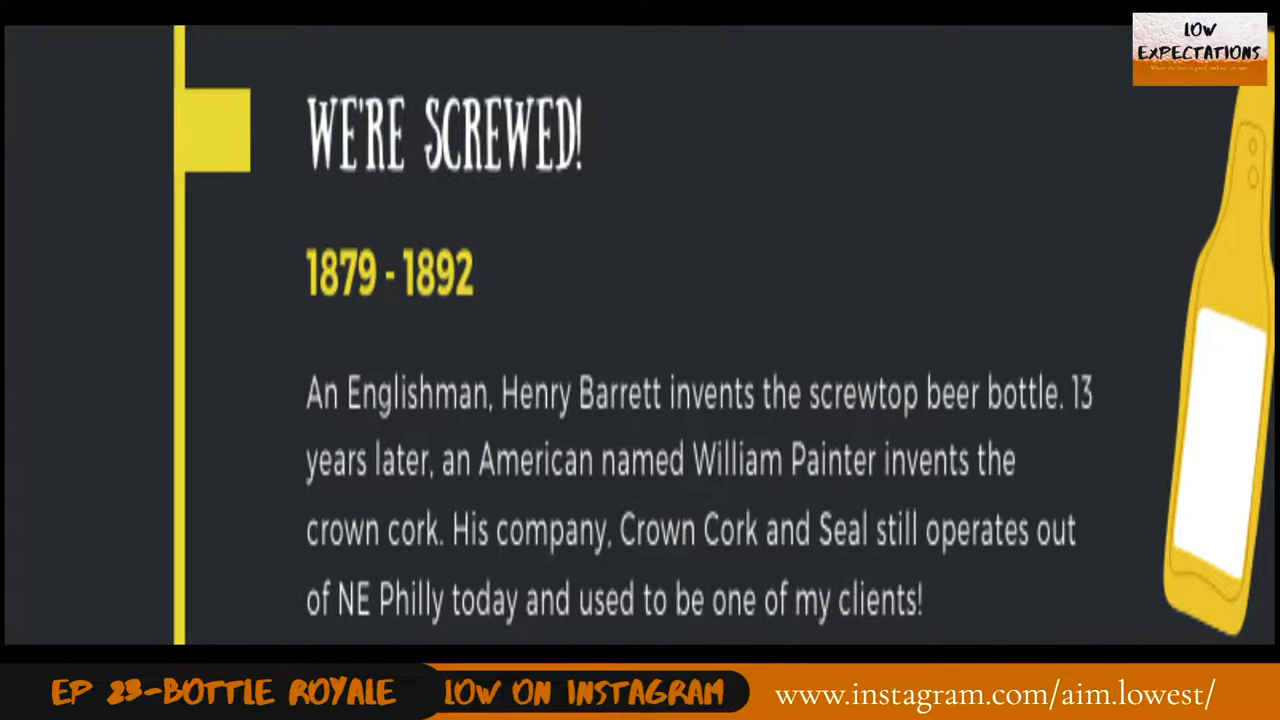 LOW
EXPECTATIONS
WE'RE SCREWED!
1879 - 1892
An Englishman, Henry Barrett invents the screwtop beer bottle. 13
years later, an American named William Painter invents the
crown cork. His company, Crown Cork and Seal still operates out
of NE Philly today and used to be one of my clients!
EP 23-BOTTLE ROYALE
LOW ON INSTAGRAM
www.instagram.com/aim.lowest/